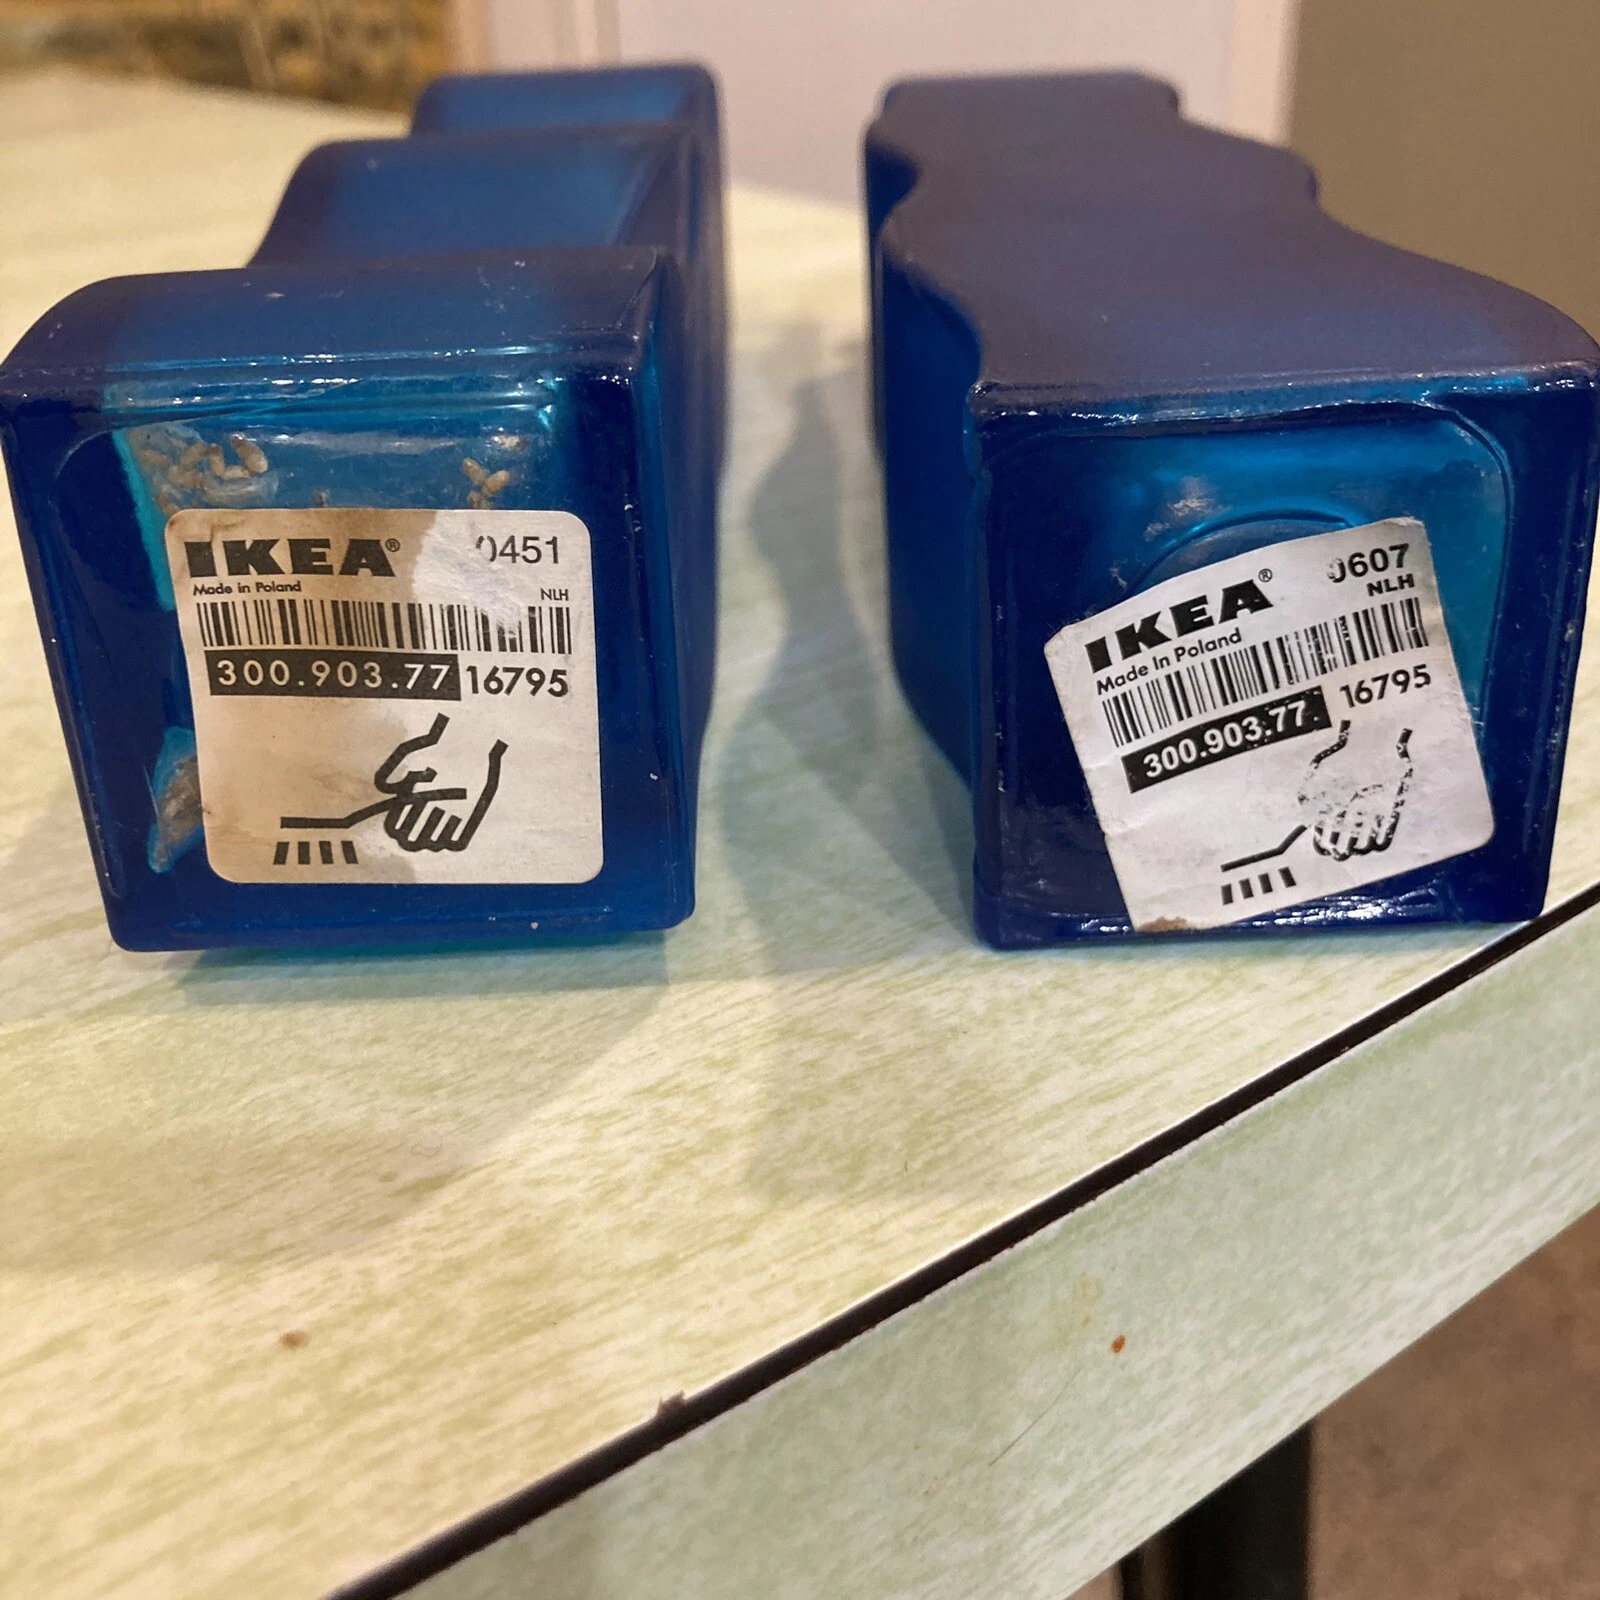 IKEA® 0451
Made in Poland
NLH
300.903.77 16795
IKEA® 0607
Made In Poland NLH
300.903.77 16795